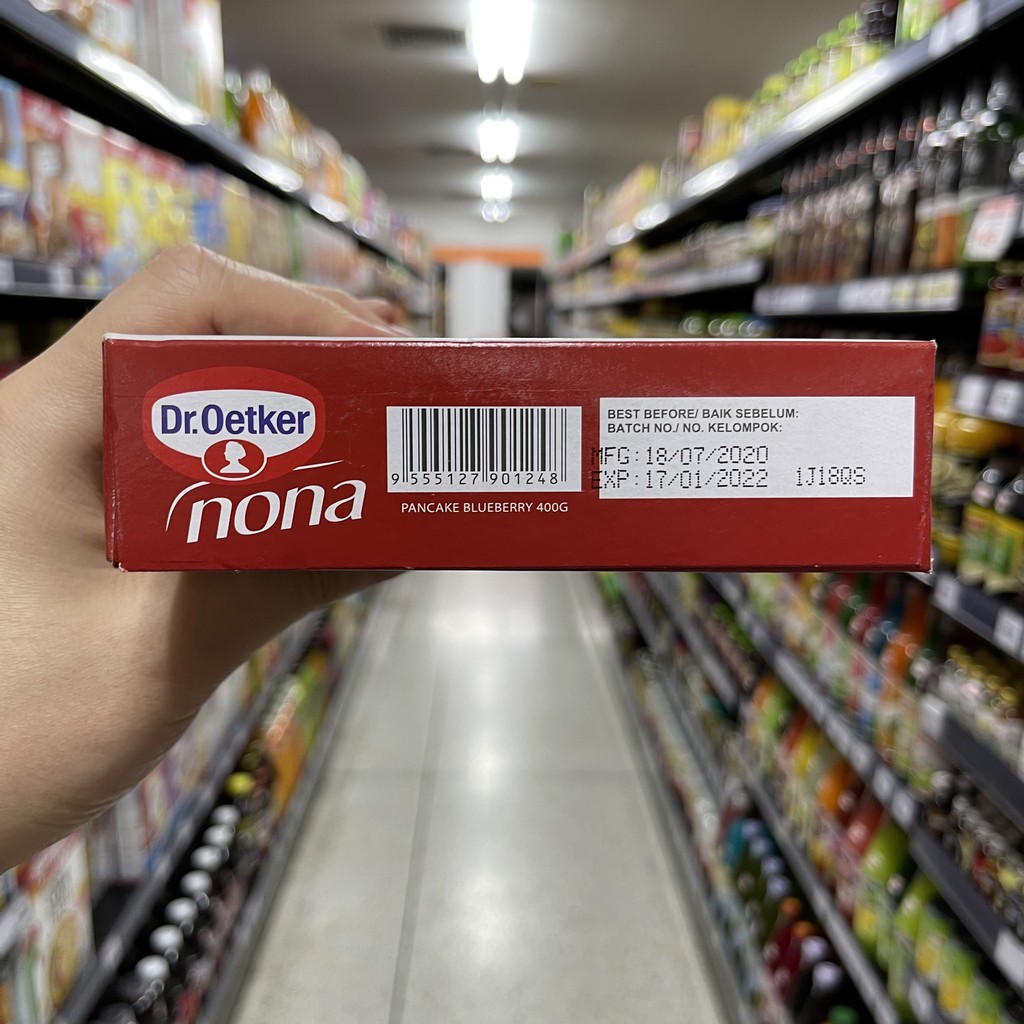 Dr.Oetker
nona
9 555127 901248
PANCAKE BLUEBERRY 400G
BEST BEFORE/ BAIK SEBELUM:
BATCH NO./ NO. KELOMPOK:
MFG:18/07/2020
EXP:17/01/2022 1J18QS